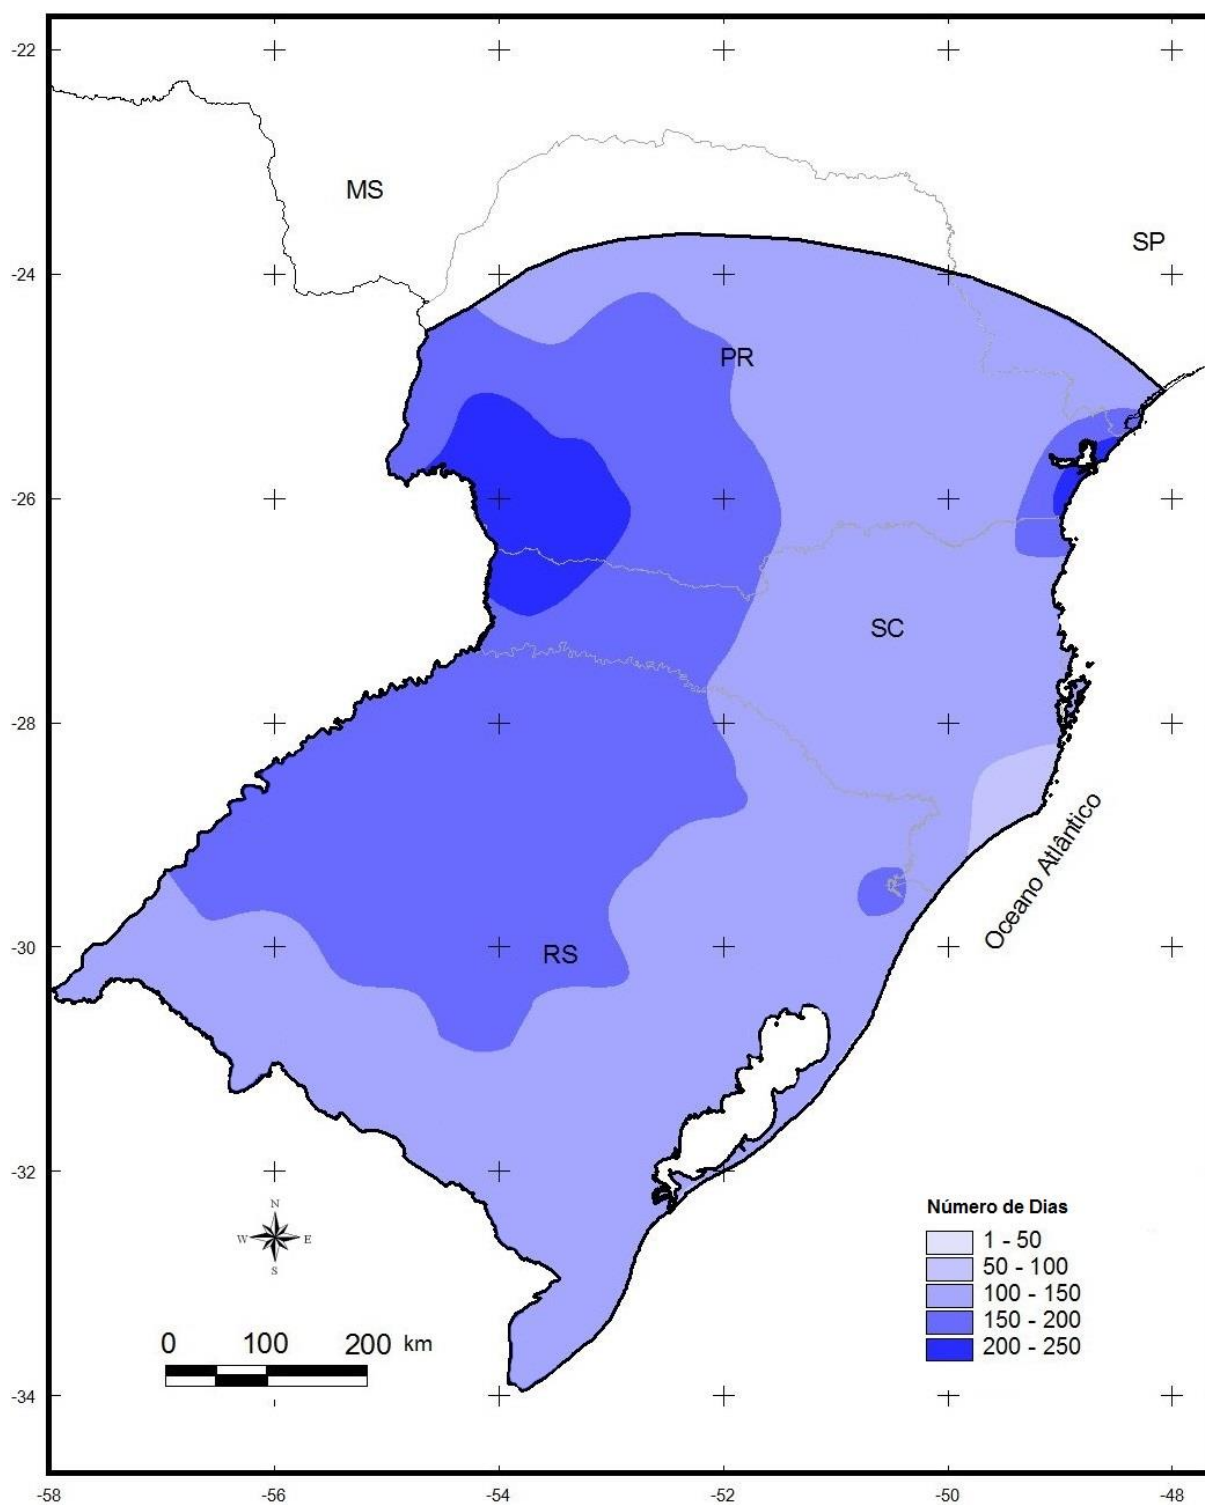 -22
MS
SP
-24
PR
-26
SC
-28
Oceano Atlântico
-30
RS
-32
N
W E
S
Número de Dias
1 - 50
50 - 100
100 - 150
150 - 200
200 - 250
0 100 200 km
-34
-58 -56 -54 -52 -50 -48